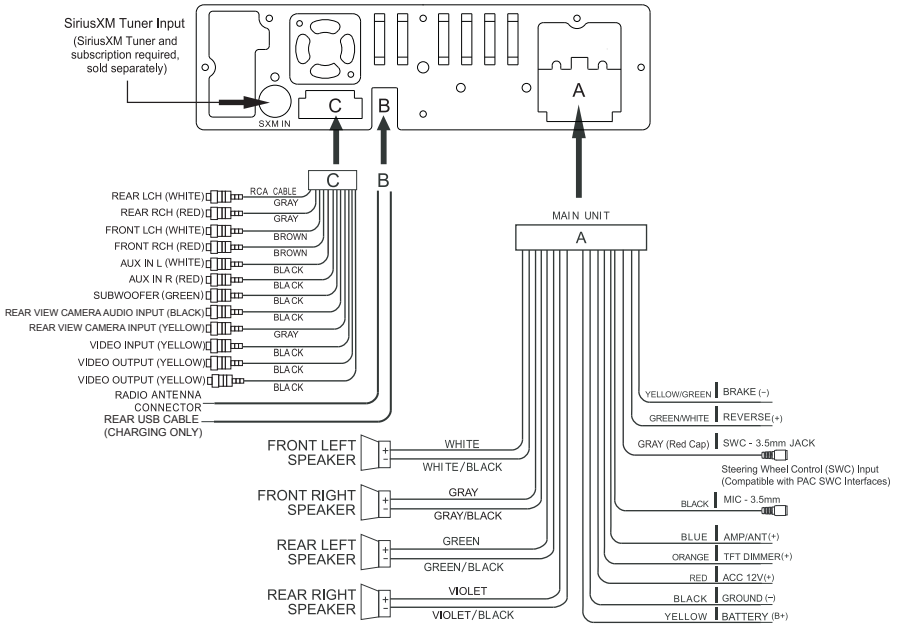 SiriusXM Tuner Input
(SiriusXM Tuner and
subscription required,
sold separately)
SXM IN
C
B
A
C
B
RCA CABLE
REAR LCH (WHITE)
GRAY
REAR RCH (RED)
GRAY
FRONT LCH (WHITE)
BROWN
FRONT RCH (RED)
BROWN
AUX IN L (WHITE)
BLACK
AUX IN R (RED)
BLACK
SUBWOOFER (GREEN)
BLACK
REAR VIEW CAMERA AUDIO INPUT (BLACK)
BLACK
REAR VIEW CAMERA INPUT (YELLOW)
GRAY
VIDEO INPUT (YELLOW)
BLACK
VIDEO OUTPUT (YELLOW)
BLACK
VIDEO OUTPUT (YELLOW)
BLACK
RADIO ANTENNA
CONNECTOR
REAR USB CABLE
(CHARGING ONLY)
MAIN UNIT
A
FRONT LEFT
SPEAKER
+
−
WHITE
WHITE/BLACK
FRONT RIGHT
SPEAKER
+
−
GRAY
GRAY/BLACK
REAR LEFT
SPEAKER
+
−
GREEN
GREEN/BLACK
REAR RIGHT
SPEAKER
+
−
VIOLET
VIOLET/BLACK
YELLOW/GREEN BRAKE (−)
GREEN/WHITE REVERSE(+)
GRAY (Red Cap) SWC - 3.5mm JACK
Steering Wheel Control (SWC) Input
(Compatible with PAC SWC Interfaces)
BLACK MIC - 3.5mm
BLUE AMP/ANT(+)
ORANGE TFT DIMMER(+)
RED ACC 12V(+)
BLACK GROUND (−)
YELLOW BATTERY (B+)